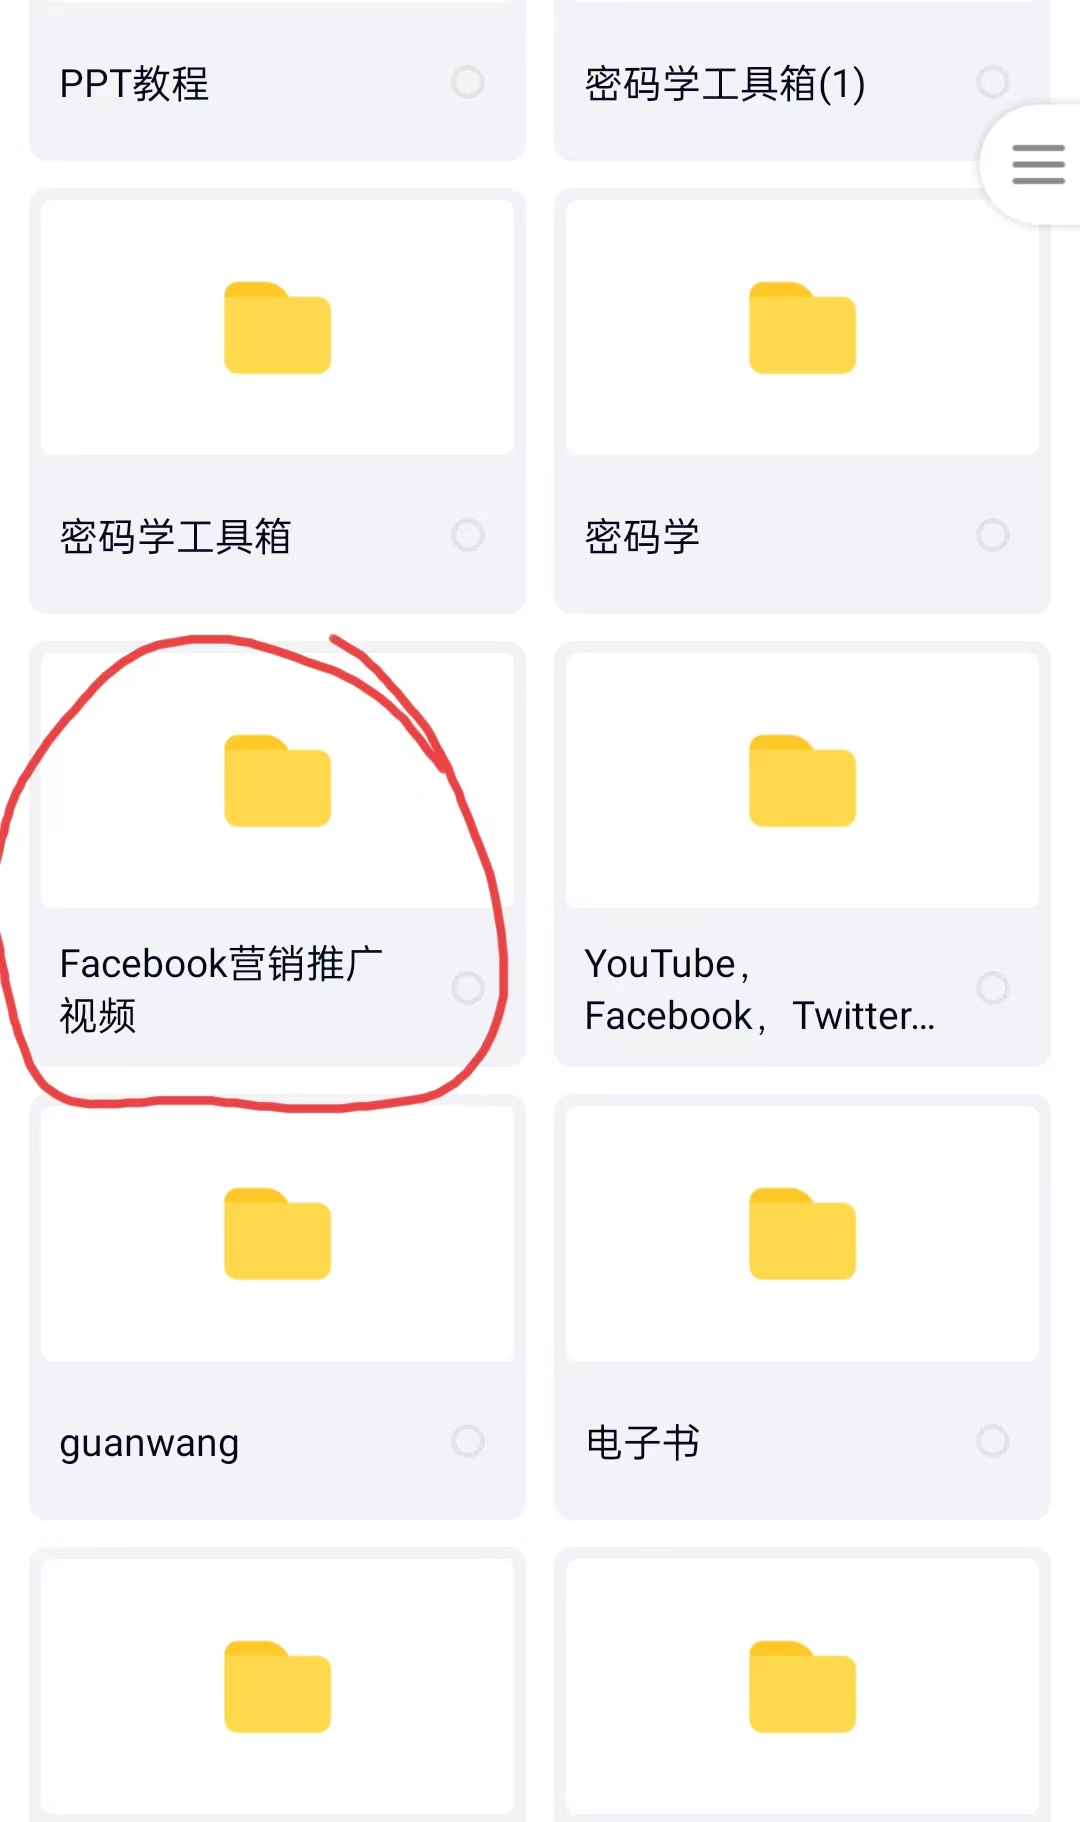 PPT教程
密码学工具箱(1)
密码学工具箱
密码学
Facebook营销推广
视频
YouTube，
Facebook，Twitter...
guanwang
电子书